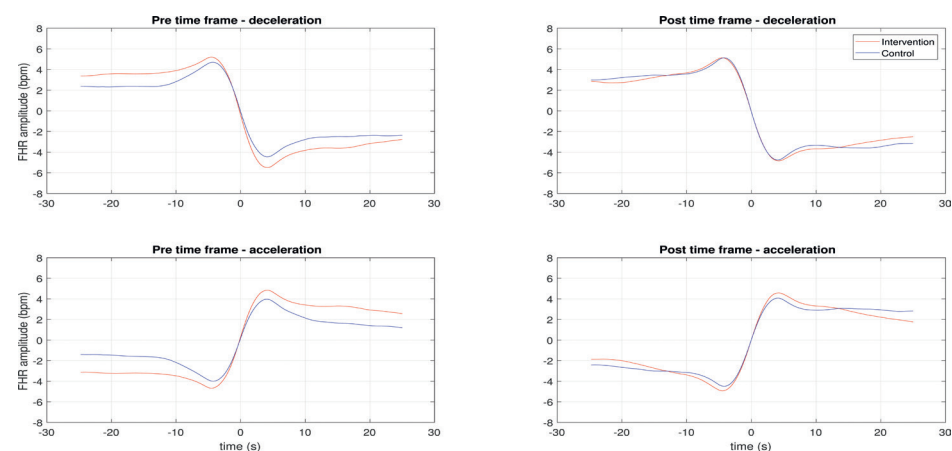 Pre time frame - deceleration
8
6
4
2
0
-2
-4
-6
-8
FHR amplitude (bpm)
-30 -20 -10 0 10 20 30
Post time frame - deceleration
Intervention
Control
8
6
4
2
0
-2
-4
-6
-8
-30 -20 -10 0 10 20 30
Pre time frame - acceleration
8
6
4
2
0
-2
-4
-6
-8
FHR amplitude (bpm)
-30 -20 -10 0 10 20 30
time (s)
Post time frame - acceleration
8
6
4
2
0
-2
-4
-6
-8
-30 -20 -10 0 10 20 30
time (s)